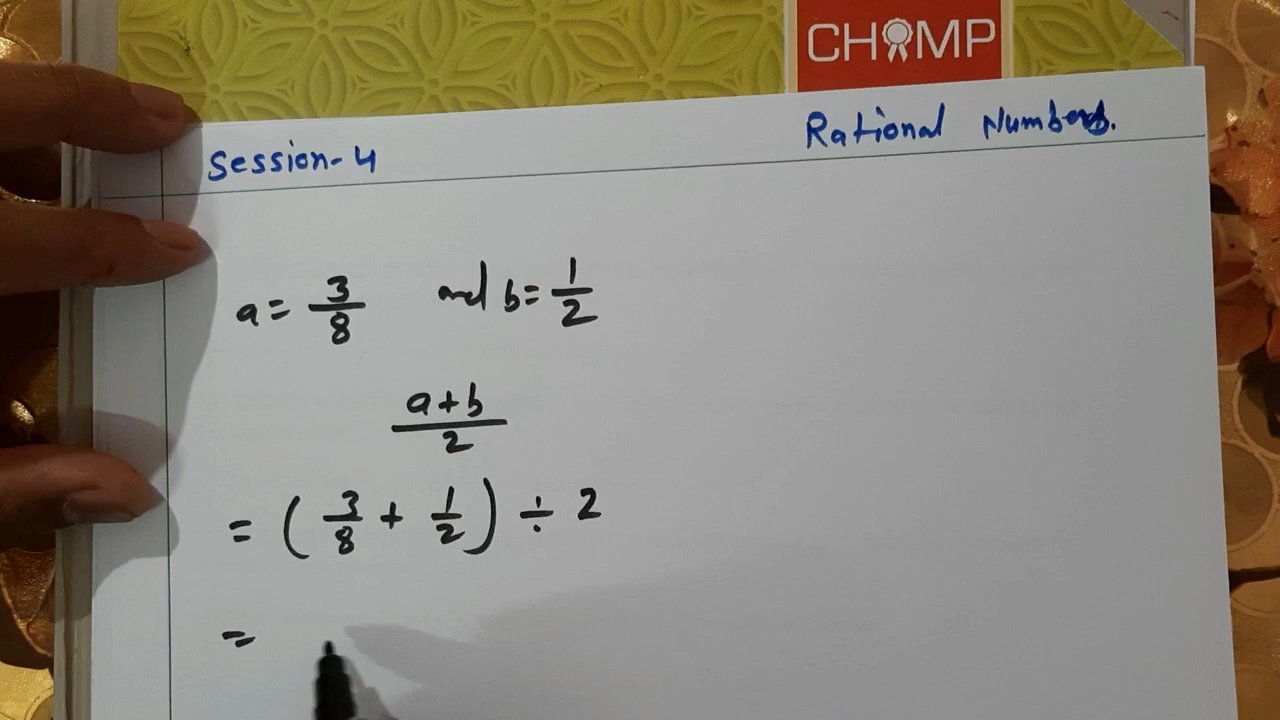 CHAMP
Session-4 Rational Numbers.
a = 3/8 and b = 1/2
a+b/2
= (3/8 + 1/2) ÷ 2
=